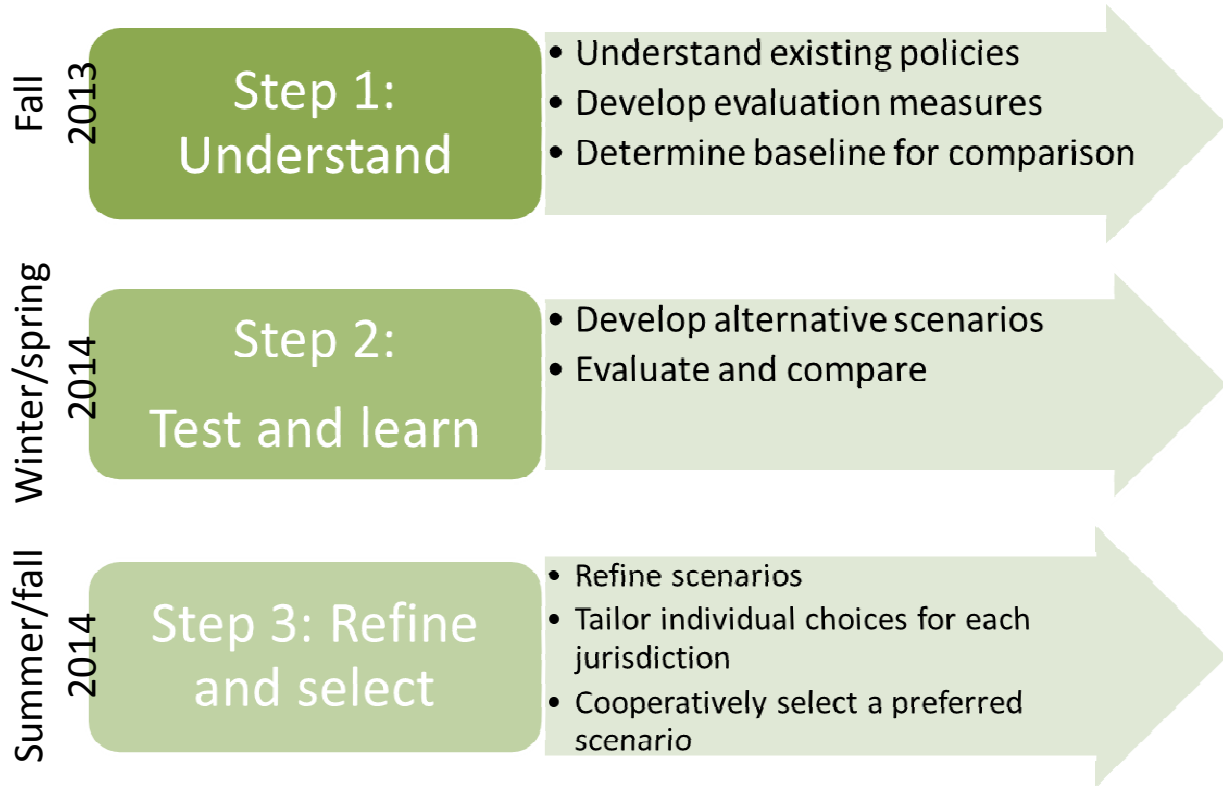 Fall
2013
Step 1:
Understand
• Understand existing policies
• Develop evaluation measures
• Determine baseline for comparison
Winter/spring
2014
Step 2:
Test and learn
• Develop alternative scenarios
• Evaluate and compare
Summer/fall
2014
Step 3: Refine
and select
• Refine scenarios
• Tailor individual choices for each
jurisdiction
• Cooperatively select a preferred
scenario